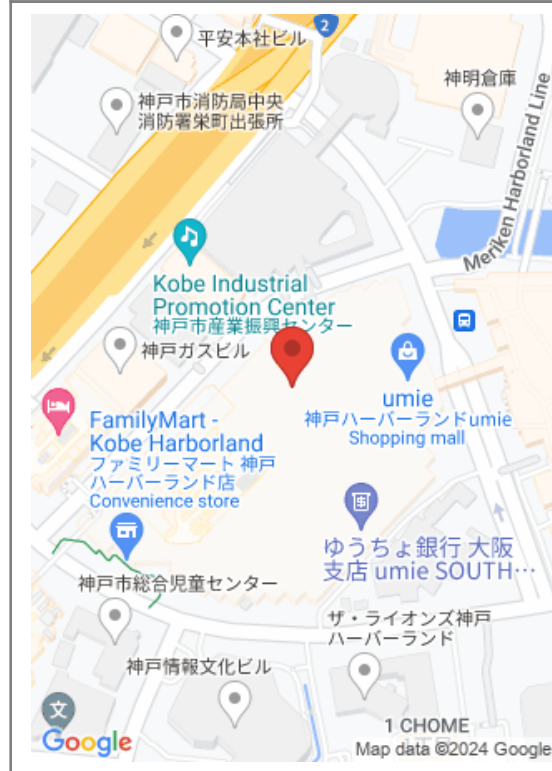 2
平安本社ビル
神明倉庫
神戸市消防局中央
消防署栄町出張所
Meriken Harborland Line
Kobe Industrial
Promotion Center
神戸市産業振興センター
神戸ガスビル
umie
神戸ハーバーランドumie
Shopping mall
FamilyMart -
Kobe Harborland
ファミリーマート 神戸
ハーバーランド店
Convenience store
ゆうちょ銀行 大阪
支店 umie SOUTH…
神戸市総合児童センター
ザ・ライオンズ神戸
ハーバーランド
神戸情報文化ビル
文
1 CHOME
Google
Map data ©2024 Google